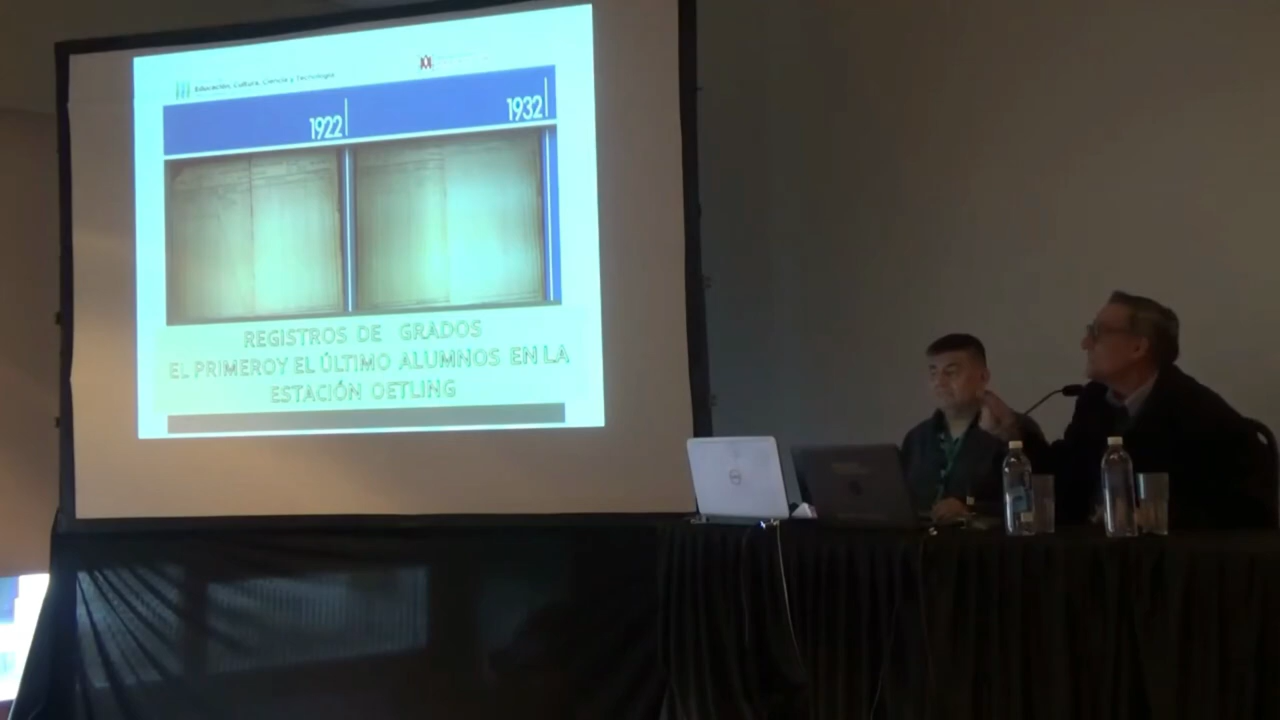 Educación, Cultura, Ciencia y Tecnología
1922
1932
REGISTROS DE GRADOS
EL PRIMEROY EL ÚLTIMO ALUMNOS EN LA
ESTACIÓN OETLING